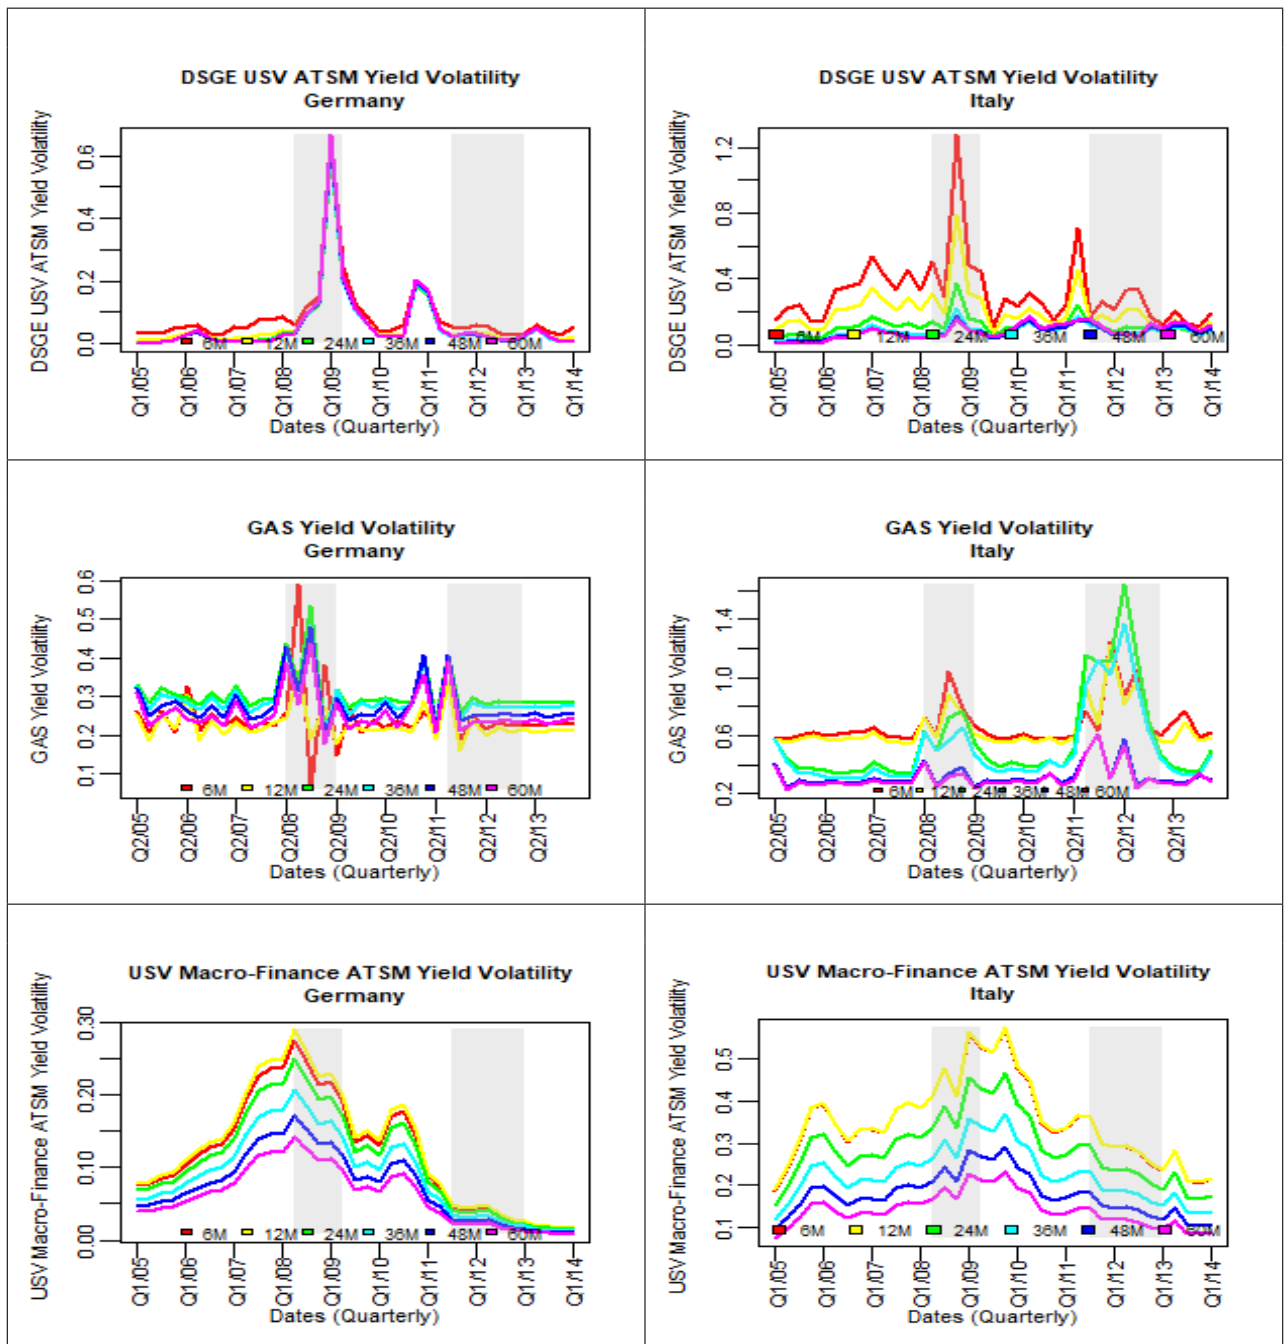 DSGE USV ATSM Yield Volatility
Germany
DSGE USV ATSM Yield Volatility
0.0 0.2 0.4 0.6
6M 12M 24M 36M 48M 60M
Q1/05 Q1/06 Q1/07 Q1/08 Q1/09 Q1/10 Q1/11 Q1/12 Q1/13 Q1/14
Dates (Quarterly)
DSGE USV ATSM Yield Volatility
Italy
DSGE USV ATSM Yield Volatility
0.0 0.4 0.8 1.2
6M 12M 24M 36M 48M 60M
Q1/05 Q1/06 Q1/07 Q1/08 Q1/09 Q1/10 Q1/11 Q1/12 Q1/13 Q1/14
Dates (Quarterly)
GAS Yield Volatility
Germany
GAS Yield Volatility
0.1 0.2 0.3 0.4 0.5 0.6
6M 12M 24M 36M 48M 60M
Q2/05 Q2/06 Q2/07 Q2/08 Q2/09 Q2/10 Q2/11 Q2/12 Q2/13
Dates (Quarterly)
GAS Yield Volatility
Italy
GAS Yield Volatility
0.2 0.6 1.0 1.4
6M 12M 24M 36M 48M 60M
Q2/05 Q2/06 Q2/07 Q2/08 Q2/09 Q2/10 Q2/11 Q2/12 Q2/13
Dates (Quarterly)
USV Macro-Finance ATSM Yield Volatility
Germany
USV Macro-Finance ATSM Yield Volatility
0.00 0.10 0.20 0.30
6M 12M 24M 36M 48M 60M
Q1/05 Q1/06 Q1/07 Q1/08 Q1/09 Q1/10 Q1/11 Q1/12 Q1/13 Q1/14
Dates (Quarterly)
USV Macro-Finance ATSM Yield Volatility
Italy
USV Macro-Finance ATSM Yield Volatility
0.1 0.2 0.3 0.4 0.5
6M 12M 24M 36M 48M 60M
Q1/05 Q1/06 Q1/07 Q1/08 Q1/09 Q1/10 Q1/11 Q1/12 Q1/13 Q1/14
Dates (Quarterly)